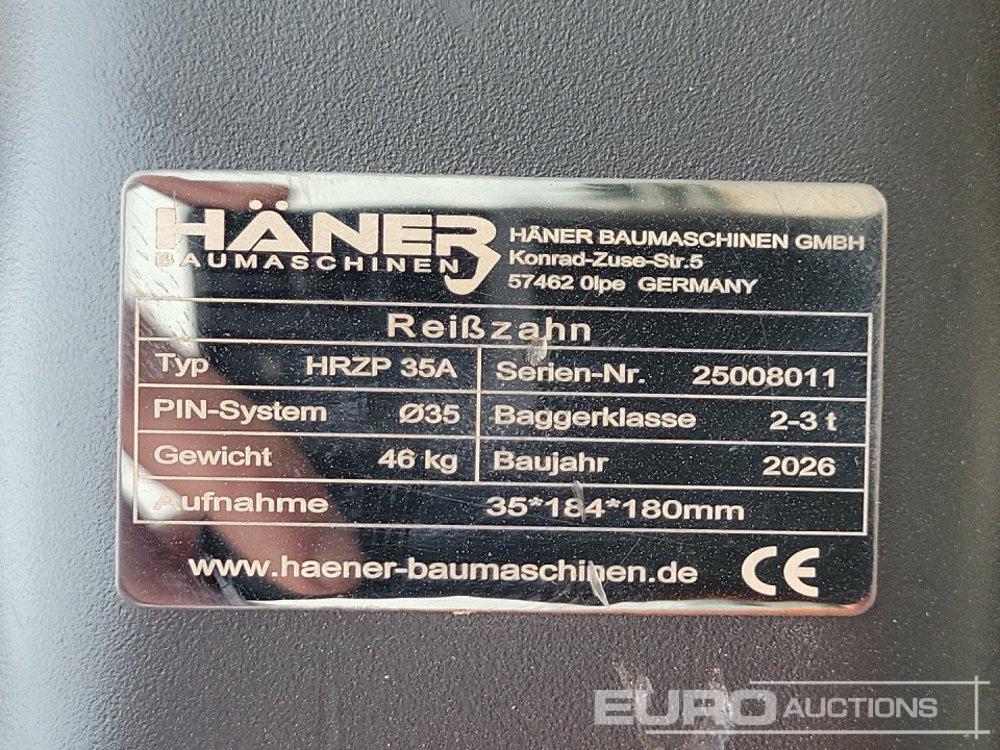 HÄNER
BAUMASCHINEN
HÄNER BAUMASCHINEN GMBH
Konrad-Zuse-Str.5
57462 Olpe GERMANY
Reißzahn
Typ HRZP 35A Serien-Nr. 25008011
PIN-System Ø35 Baggerklasse 2-3 t
Gewicht 46 kg Baujahr 2026
Aufnahme 35*184*180mm
www.haener-baumaschinen.de CE
EURO AUCTIONS